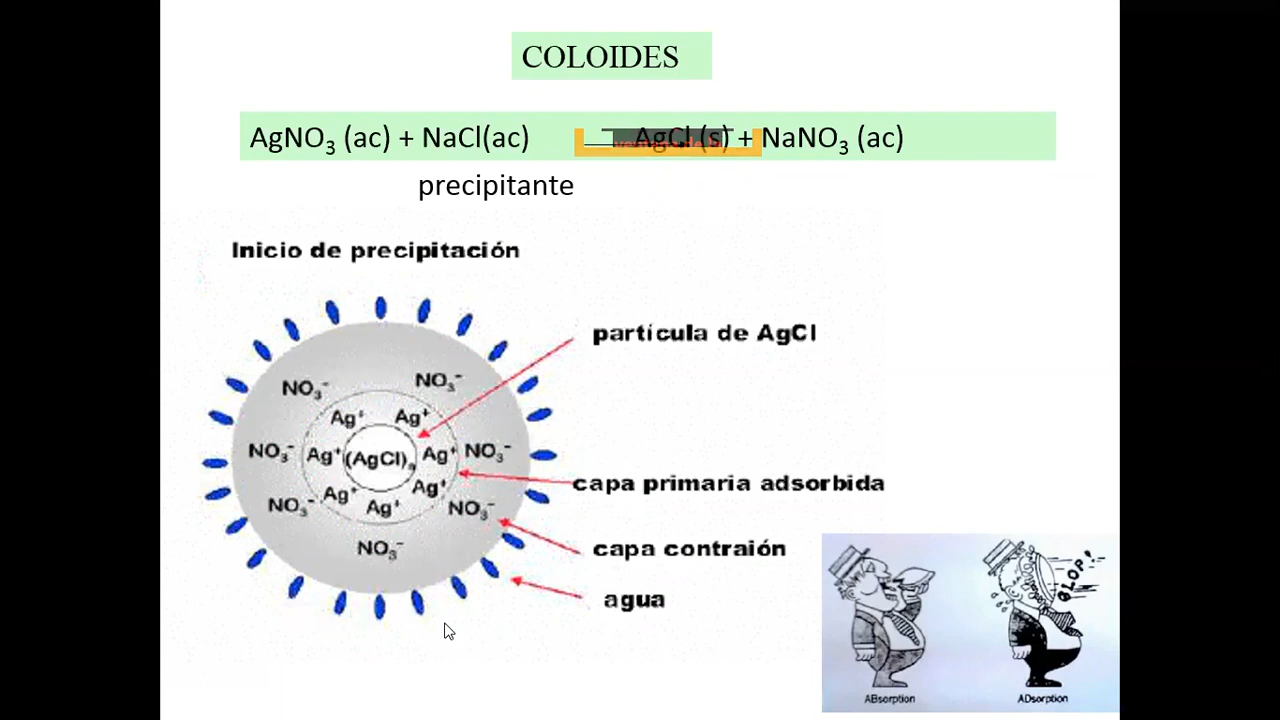 COLOIDES
AgNO₃ (ac) + NaCl(ac) AgCl (s) + NaNO₃ (ac)
precipitante
Inicio de precipitación
partícula de AgCl
NO₃⁻ NO₃⁻
Ag⁺ Ag⁺
NO₃⁻ Ag⁺ (AgCl)ₙ Ag⁺ NO₃⁻
capa primaria adsorbida
Ag⁺ Ag⁺
NO₃⁻ Ag⁺ NO₃⁻
NO₃⁻
capa contraión
agua
STOP!
ABsorption ADsorption